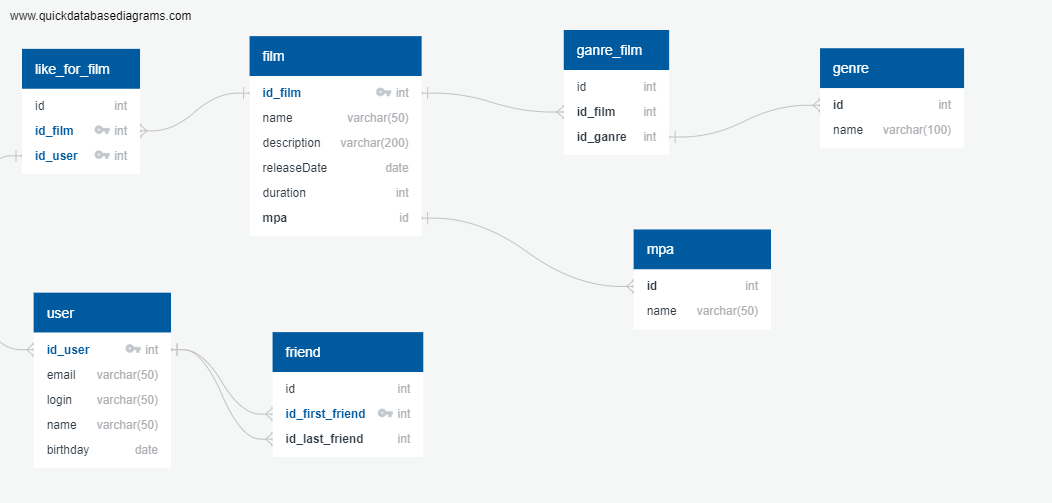 www.quickdatabasediagrams.com
like_for_film
id int
id_film int
id_user int
film
id_film int
name varchar(50)
description varchar(200)
releaseDate date
duration int
mpa id
ganre_film
id int
id_film int
id_ganre int
genre
id int
name varchar(100)
mpa
id int
name varchar(50)
user
id_user int
email varchar(50)
login varchar(50)
name varchar(50)
birthday date
friend
id int
id_first_friend int
id_last_friend int